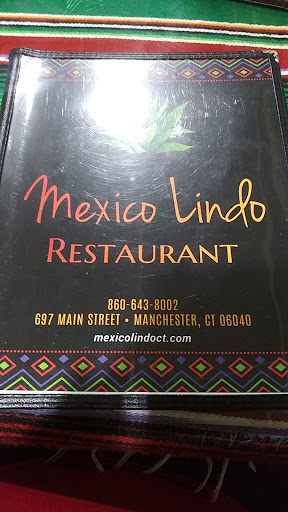 Mexico Lindo
RESTAURANT
860-643-8002
697 MAIN STREET • MANCHESTER, CT 06040
mexicolindoct.com